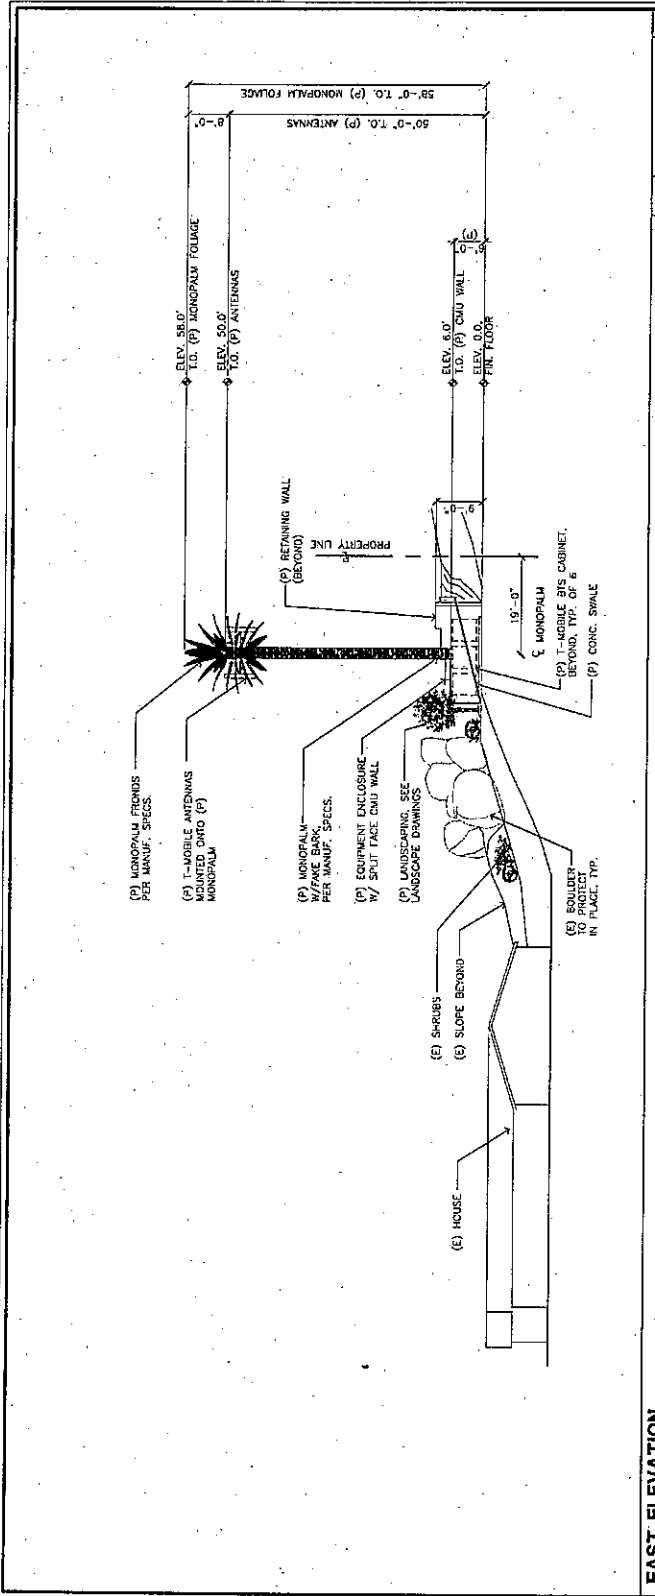 58'-0" T.O. (P) MONOPALM FOLIAGE
8'-0"
50'-0" T.O. (P) ANTENNAS
ELEV. 58.0'
T.O. (P) MONOPALM FOLIAGE
ELEV. 50.0'
T.O. (P) ANTENNAS
6'-0"
(P)
ELEV. 6.0'
T.O. (P) CMU WALL
ELEV. 0.0'
FIN. FLOOR
(P) RETAINING WALL
(BEYOND)
PROPERTY LINE
9'-0"
19'-0"
℄ MONOPALM
(P) T-MOBILE BTS CABINET,
BEYOND, TYP. OF 6
(P) CONC. SWALE
(P) MONOPALM FRONDS
PER MANUF. SPECS.
(P) T-MOBILE ANTENNAS
MOUNTED ONTO (P)
MONOPALM
(P) MONOPALM
W/FAKE BARK,
PER MANUF. SPECS.
(P) EQUIPMENT ENCLOSURE
W/ SPLIT FACE CMU WALL
(P) LANDSCAPING, SEE
LANDSCAPE DRAWINGS
(E) SHRUBS
(E) SLOPE BEYOND
(E) BOULDER
TO PROTECT
IN PLACE, TYP.
(E) HOUSE
EAST ELEVATION